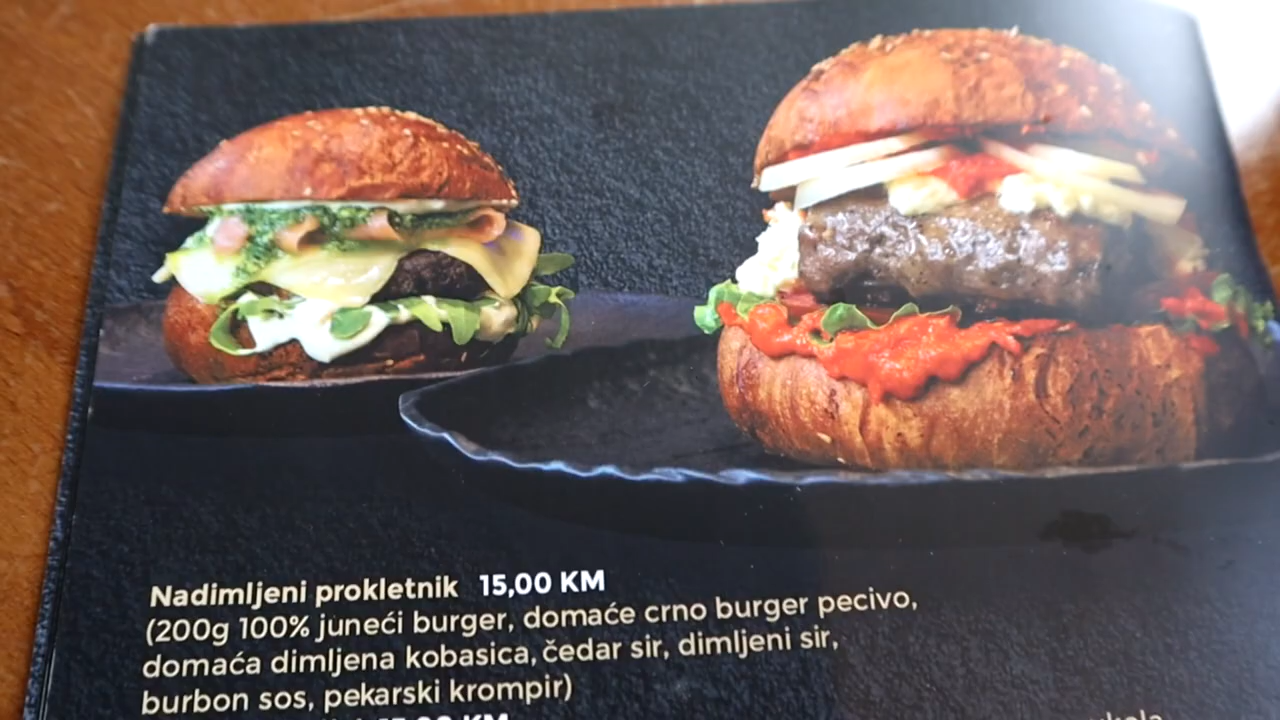 Nadimljeni prokletnik 15,00 KM
(200g 100% juneći burger, domaće crno burger pecivo,
domaća dimljena kobasica, čedar sir, dimljeni sir,
burbon sos, pekarski krompir)
KM